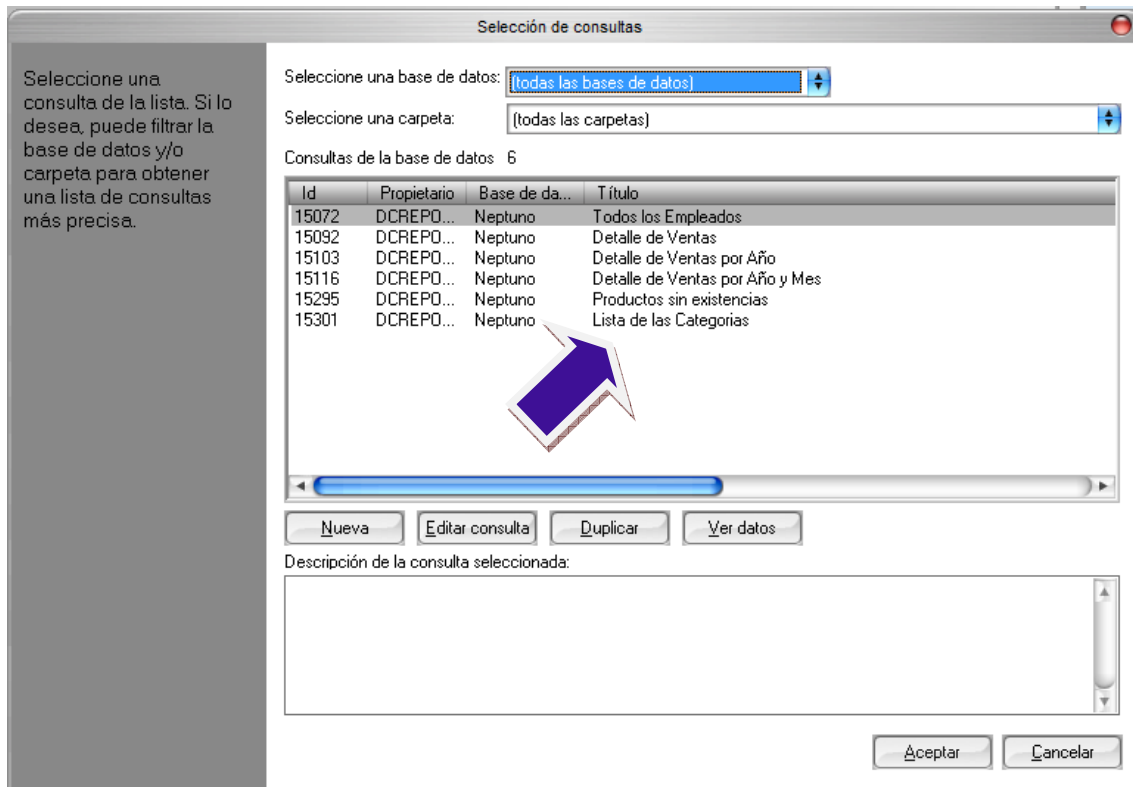 Selección de consultas
Seleccione una
consulta de la lista. Si lo
desea, puede filtrar la
base de datos y/o
carpeta para obtener
una lista de consultas
más precisa.
Seleccione una base de datos: (todas las bases de datos)
Seleccione una carpeta: (todas las carpetas)
Consultas de la base de datos 6
Id Propietario Base de da... Título
15072 DCREPO... Neptuno Todos los Empleados
15092 DCREPO... Neptuno Detalle de Ventas
15103 DCREPO... Neptuno Detalle de Ventas por Año
15116 DCREPO... Neptuno Detalle de Ventas por Año y Mes
15295 DCREPO... Neptuno Productos sin existencias
15301 DCREPO... Neptuno Lista de las Categorias
Nueva Editar consulta Duplicar Ver datos
Descripción de la consulta seleccionada:
Aceptar Cancelar